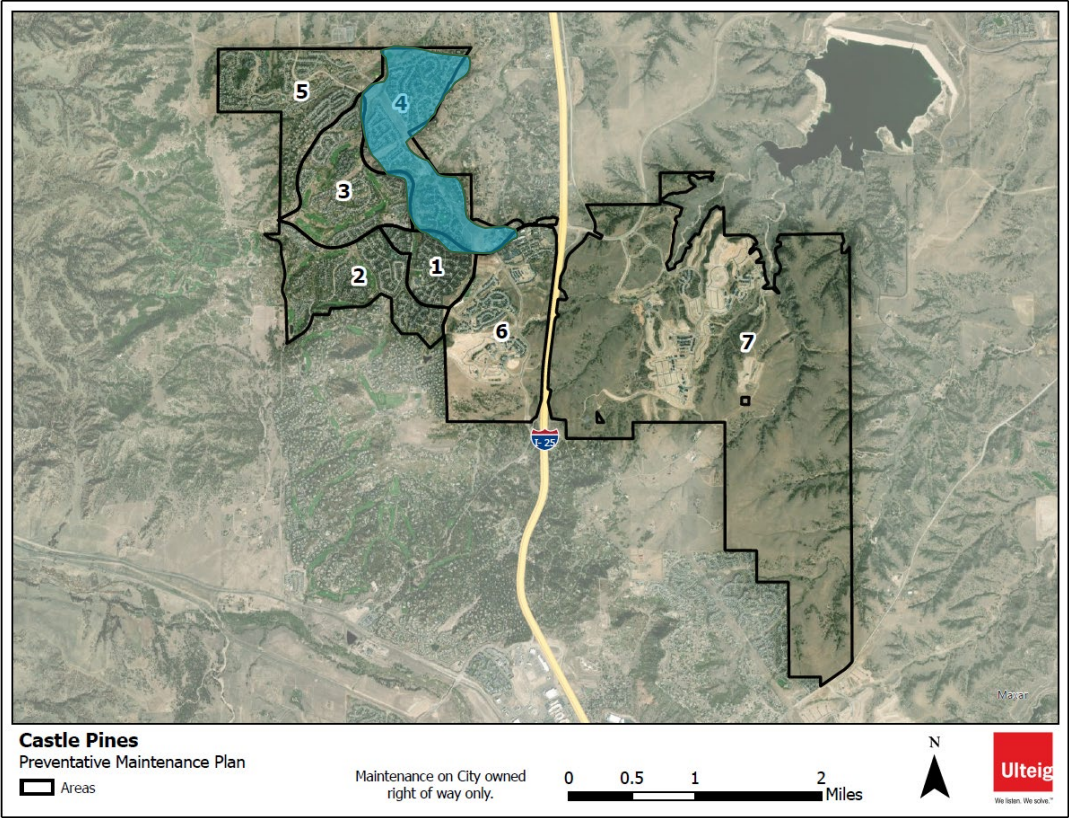 5
4
3
2
1
6
7
I-25
Castle Pines
Preventative Maintenance Plan
Areas
Maintenance on City owned
right of way only.
0 0.5 1 2
Miles
N
Ulteig
We listen. We solve.™